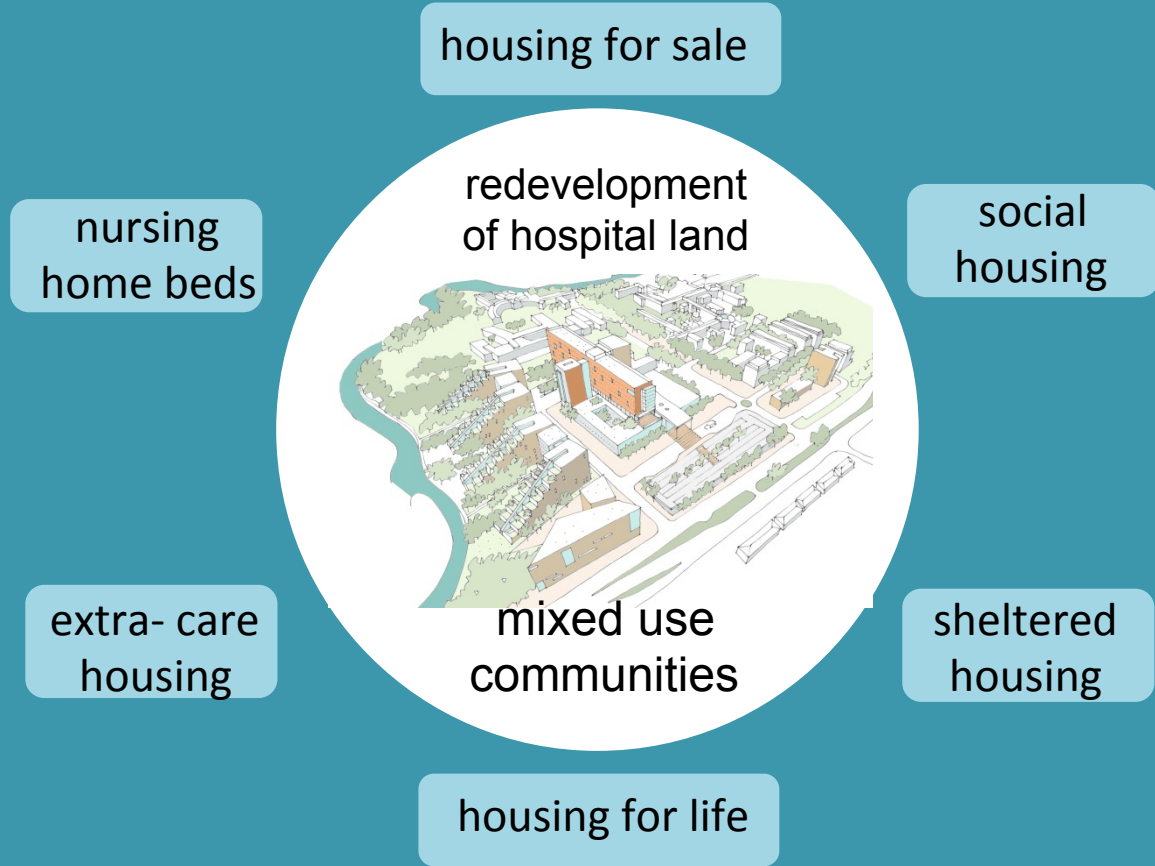 housing for sale
redevelopment
of hospital land
nursing
home beds
social
housing
extra- care
housing
mixed use
communities
sheltered
housing
housing for life